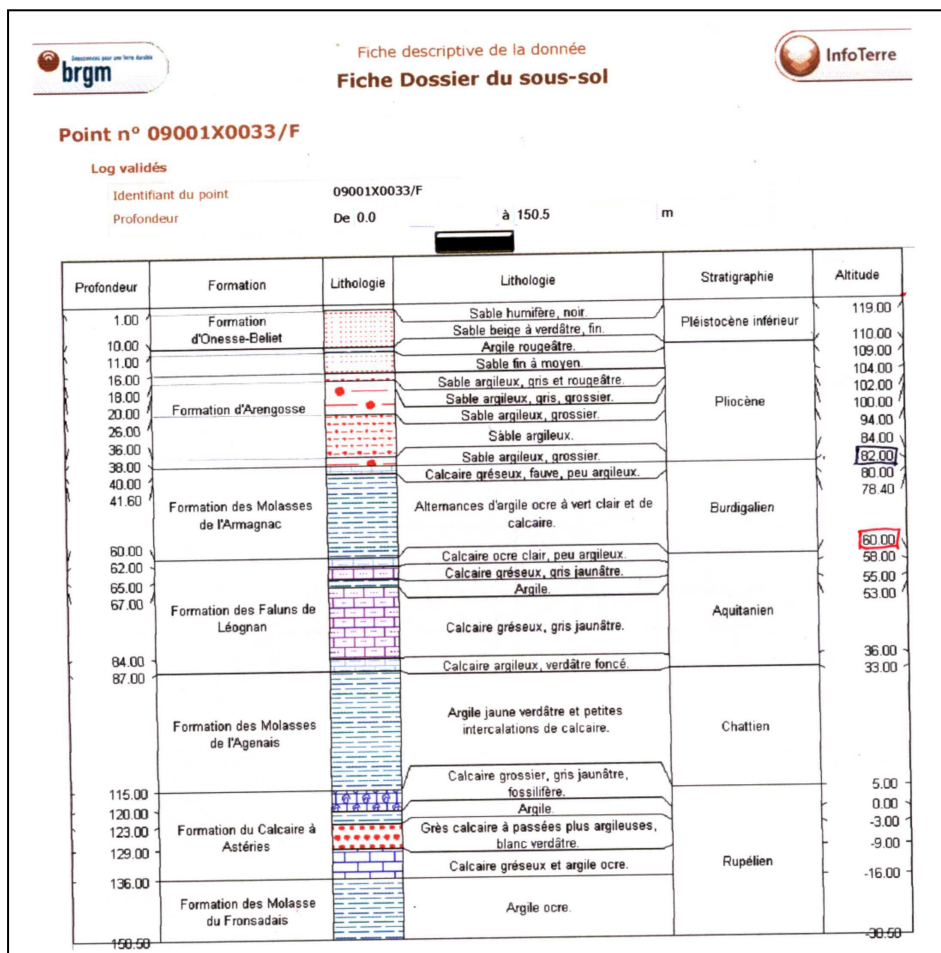 Géosciences pour une Terre durable
brgm
Fiche descriptive de la donnée
Fiche Dossier du sous-sol
InfoTerre
Point n° 09001X0033/F
Log validés
Identifiant du point 09001X0033/F
Profondeur De 0.0 à 150.5 m
Profondeur Formation Lithologie Lithologie Stratigraphie Altitude
1.00 Sable humifère, noir. 119.00
Formation d'Onesse-Beliet Sable beige à verdâtre, fin. Pléistocène inférieur
10.00 110.00
Argile rougeâtre.
11.00 109.00
Sable fin à moyen.
16.00 104.00
Sable argileux, gris et rougeâtre.
18.00 102.00
Sable argileux, gris, grossier.
Formation d'Arengosse Pliocène
20.00 100.00
Sable argileux, grossier.
26.00 94.00
Sable argileux.
36.00 84.00
Sable argileux, grossier.
38.00 82.00
Calcaire gréseux, fauve, peu argileux.
40.00 80.00
41.60 78.40
Formation des Molasses de l'Armagnac
Alternances d'argile ocre à vert clair et de calcaire.
Burdigalien
60.00 60.00
Calcaire ocre clair, peu argileux.
62.00 58.00
Calcaire gréseux, gris jaunâtre.
65.00 55.00
Argile.
67.00 53.00
Formation des Faluns de Léognan
Calcaire gréseux, gris jaunâtre.
Aquitanien
84.00 36.00
Calcaire argileux, verdâtre foncé.
87.00 33.00
Formation des Molasses de l'Agenais
Argile jaune verdâtre et petites intercalations de calcaire.
Chattien
115.00 5.00
Calcaire grossier, gris jaunâtre, fossilifère.
120.00 0.00
Argile.
123.00 -3.00
Formation du Calcaire à Astéries
Grès calcaire à passées plus argileuses, blanc verdâtre.
129.00 -9.00
Calcaire gréseux et argile ocre.
Rupélien
136.00 -16.00
Formation des Molasse du Fronsadais
Argile ocre.
150.50 -30.50